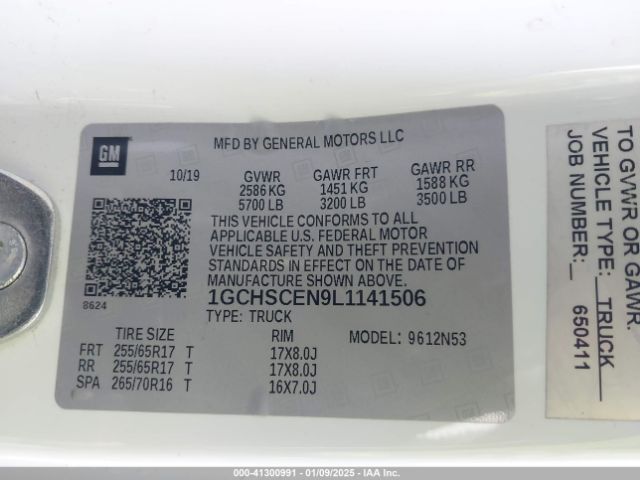 GM
MFD BY GENERAL MOTORS LLC
10/19
GVWR
2586 KG
5700 LB
GAWR FRT
1451 KG
3200 LB
GAWR RR
1588 KG
3500 LB
THIS VEHICLE CONFORMS TO ALL
APPLICABLE U.S. FEDERAL MOTOR
VEHICLE SAFETY AND THEFT PREVENTION
STANDARDS IN EFFECT ON THE DATE OF
MANUFACTURE SHOWN ABOVE.
8624
1GCHSCEN9L1141506
TYPE: TRUCK
TIRE SIZE RIM MODEL: 9612N53
FRT 255/65R17 T 17X8.0J
RR 255/65R17 T 17X8.0J
SPA 265/70R16 T 16X7.0J
TO GVWR OR GAWR.
VEHICLE TYPE: TRUCK
JOB NUMBER: 650411
000-41300991 - 01/09/2025 - IAA Inc.